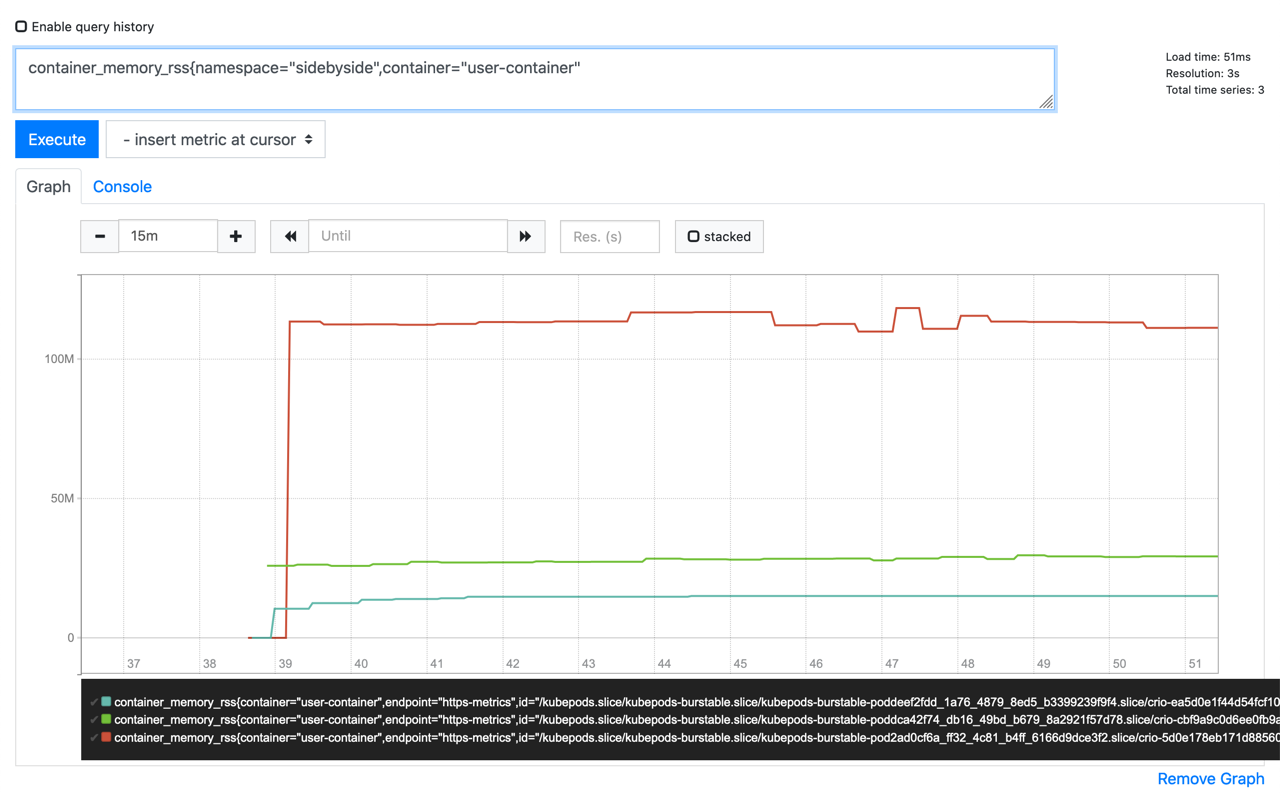 Enable query history
container_memory_rss{namespace="sidebyside",container="user-container"
Load time: 51ms
Resolution: 3s
Total time series: 3
Execute
- insert metric at cursor
Graph
Console
15m
Until
Res. (s)
stacked
100M
50M
0
37 38 39 40 41 42 43 44 45 46 47 48 49 50 51
container_memory_rss{container="user-container",endpoint="https-metrics",id="/kubepods.slice/kubepods-burstable.slice/kubepods-burstable-poddeef2fdd_1a76_4879_8ed5_b3399239f9f4.slice/crio-ea5d0e1f44d54fcf10
container_memory_rss{container="user-container",endpoint="https-metrics",id="/kubepods.slice/kubepods-burstable.slice/kubepods-burstable-poddca42f74_db16_49bd_b679_8a2921f57d78.slice/crio-cbf9a9c0d6ee0fb9a
container_memory_rss{container="user-container",endpoint="https-metrics",id="/kubepods.slice/kubepods-burstable.slice/kubepods-burstable-pod2ad0cf6a_ff32_4c81_b4ff_6166d9dce3f2.slice/crio-5d0e178eb171d88560
Remove Graph